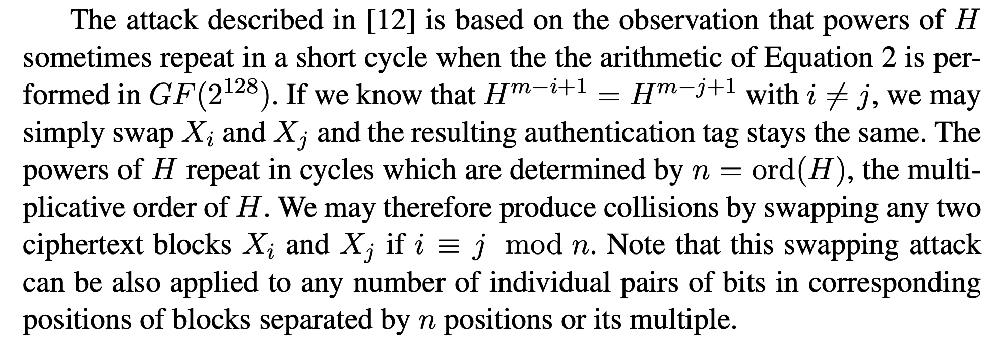 The attack described in [12] is based on the observation that powers of H
sometimes repeat in a short cycle when the the arithmetic of Equation 2 is per-
formed in GF(2^{128}). If we know that H^{m−i+1} = H^{m−j+1} with i ≠ j, we may
simply swap X_i and X_j and the resulting authentication tag stays the same. The
powers of H repeat in cycles which are determined by n = ord(H), the multi-
plicative order of H. We may therefore produce collisions by swapping any two
ciphertext blocks X_i and X_j if i ≡ j mod n. Note that this swapping attack
can be also applied to any number of individual pairs of bits in corresponding
positions of blocks separated by n positions or its multiple.